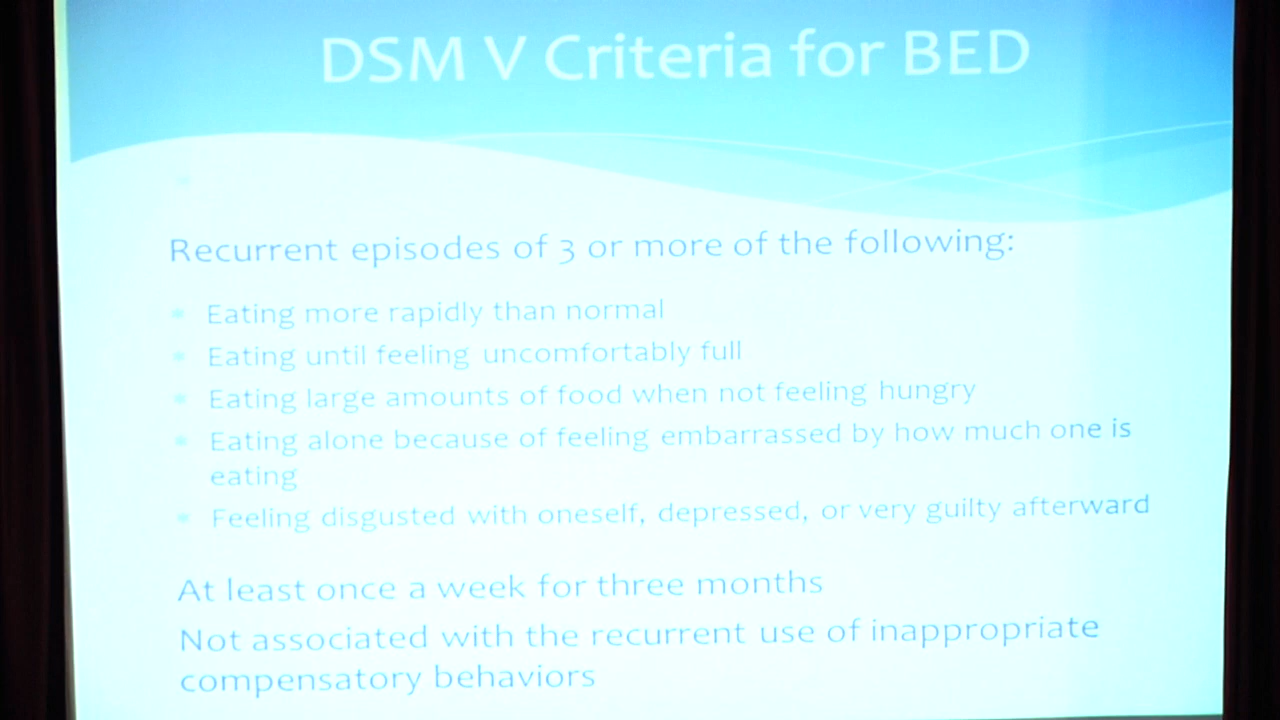 DSM V Criteria for BED
Recurrent episodes of 3 or more of the following:
Eating more rapidly than normal
Eating until feeling uncomfortably full
Eating large amounts of food when not feeling hungry
Eating alone because of feeling embarrassed by how much one is
eating
Feeling disgusted with oneself, depressed, or very guilty afterward
At least once a week for three months
Not associated with the recurrent use of inappropriate
compensatory behaviors